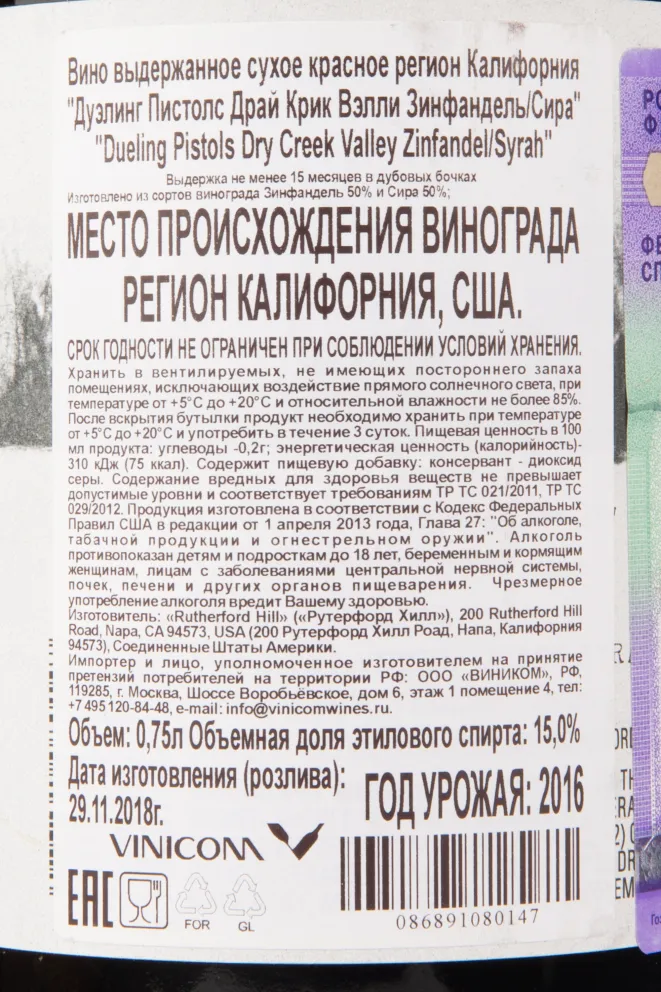 Вино выдержанное сухое красное регион Калифорния
"Дуэлинг Пистолс Драй Крик Вэлли Зинфандель/Сира"
"Dueling Pistols Dry Creek Valley Zinfandel/Syrah"
Выдержка не менее 15 месяцев в дубовых бочках
Изготовлено из сортов винограда Зинфандель 50% и Сира 50%;
МЕСТО ПРОИСХОЖДЕНИЯ ВИНОГРАДА
РЕГИОН КАЛИФОРНИЯ, США.
СРОК ГОДНОСТИ НЕ ОГРАНИЧЕН ПРИ СОБЛЮДЕНИИ УСЛОВИЙ ХРАНЕНИЯ.
Хранить в вентилируемых, не имеющих постороннего запаха
помещениях, исключающих воздействие прямого солнечного света, при
температуре от +5°С до +20°С и относительной влажности не более 85%.
После вскрытия бутылки продукт необходимо хранить при температуре
от +5°С до +20°С и употребить в течение 3 суток. Пищевая ценность в 100
мл продукта: углеводы -0,2г; энергетическая ценность (калорийность)-
310 кДж (75 ккал). Содержит пищевую добавку: консервант - диоксид
серы. Содержание вредных для здоровья веществ не превышает
допустимые уровни и соответствует требованиям ТР ТС 021/2011, ТР ТС
029/2012. Продукция изготовлена в соответствии с Кодекс Федеральных
Правил США в редакции от 1 апреля 2013 года, Глава 27: "Об алкоголе,
табачной продукции и огнестрельном оружии". Алкоголь
противопоказан детям и подросткам до 18 лет, беременным и кормящим
женщинам, лицам с заболеваниями центральной нервной системы,
почек, печени и других органов пищеварения. Чрезмерное
употребление алкоголя вредит Вашему здоровью.
Изготовитель: «Rutherford Hill» («Рутерфорд Хилл»), 200 Rutherford Hill
Road, Napa, CA 94573, USA (200 Рутерфорд Хилл Роад, Напа, Калифорния
94573), Соединенные Штаты Америки.
Импортер и лицо, уполномоченное изготовителем на принятие
претензий потребителей на территории РФ: ООО «ВИНИКОМ», РФ,
119285, г. Москва, Шоссе Воробьёвское, дом 6, этаж 1 помещение 4, тел:
+7 495 120-84-48, e-mail: info@vinicomwines.ru.
Объем: 0,75л Объемная доля этилового спирта: 15,0%
Дата изготовления (розлива):
29.11.2018г.
ГОД УРОЖАЯ: 2016
VINICOM
EAC
FOR
GL
086891080147